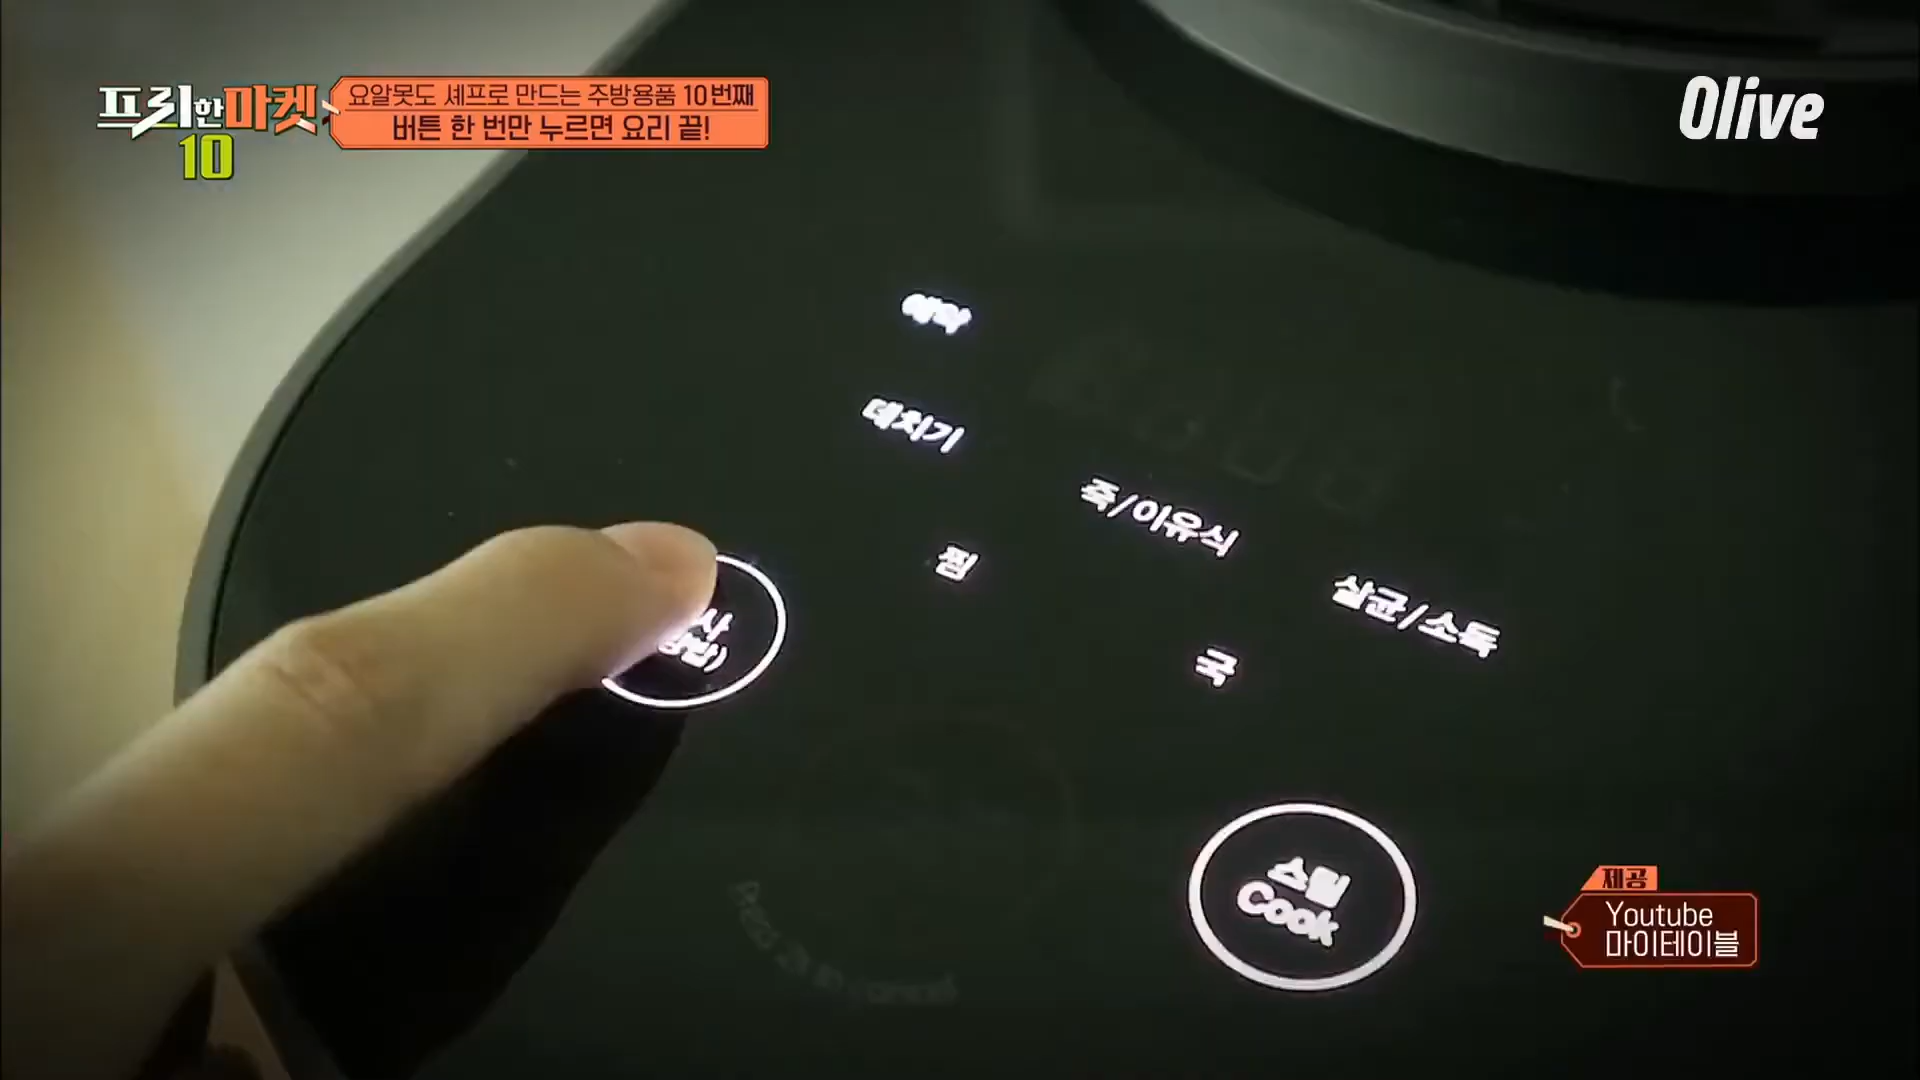 프리한마켓
10
요알못도 셰프로 만드는 주방용품 10번째
버튼 한 번만 누르면 요리 끝!
Olive
예약
데치기
죽/이유식
찜
살균/소독
국
스팀
Cook
제공
Youtube
마이테이블